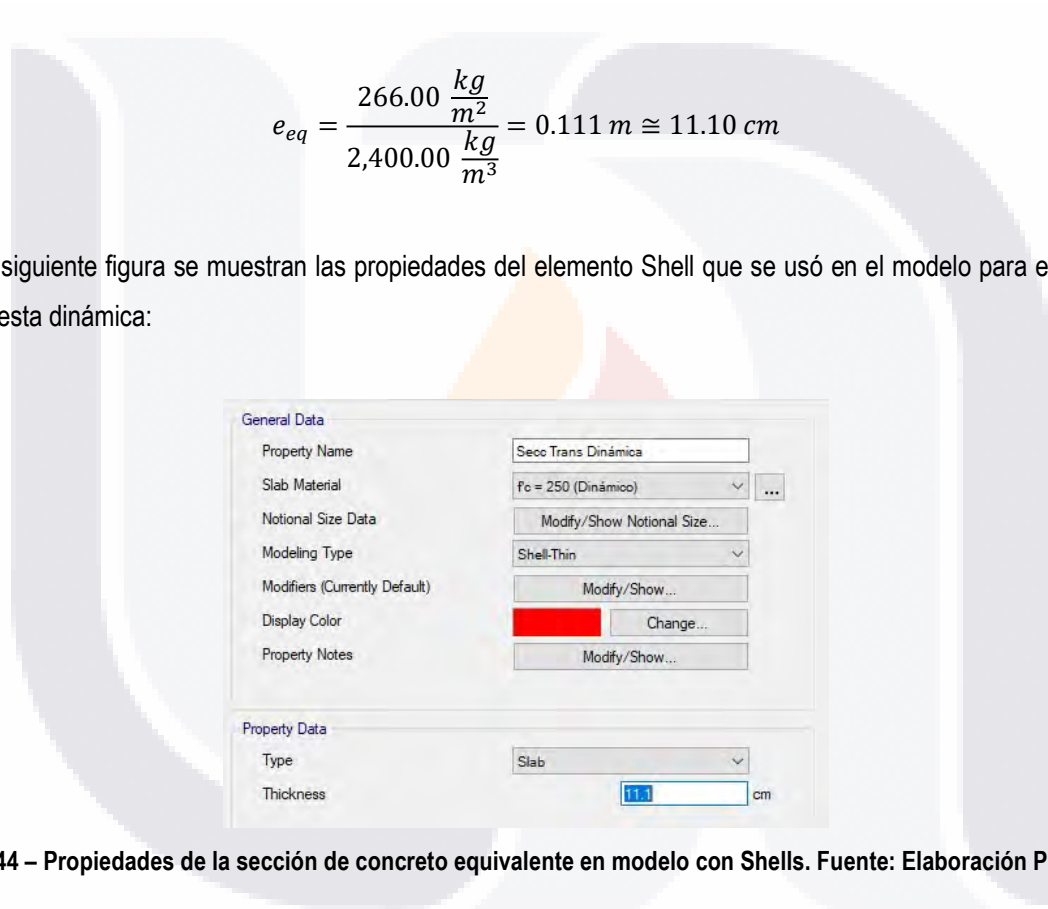 e_eq = 266.00 kg/m² / 2,400.00 kg/m³ = 0.111 m ≅ 11.10 cm
siguiente figura se muestran las propiedades del elemento Shell que se usó en el modelo para e
esta dinámica:
General Data
Property Name Secc Trans Dinámica
Slab Material f'c = 250 (Dinámico) ...
Notional Size Data Modify/Show Notional Size...
Modeling Type Shell-Thin
Modifiers (Currently Default) Modify/Show...
Display Color Change...
Property Notes Modify/Show...
Property Data
Type Slab
Thickness 11.1 cm
44 – Propiedades de la sección de concreto equivalente en modelo con Shells. Fuente: Elaboración P